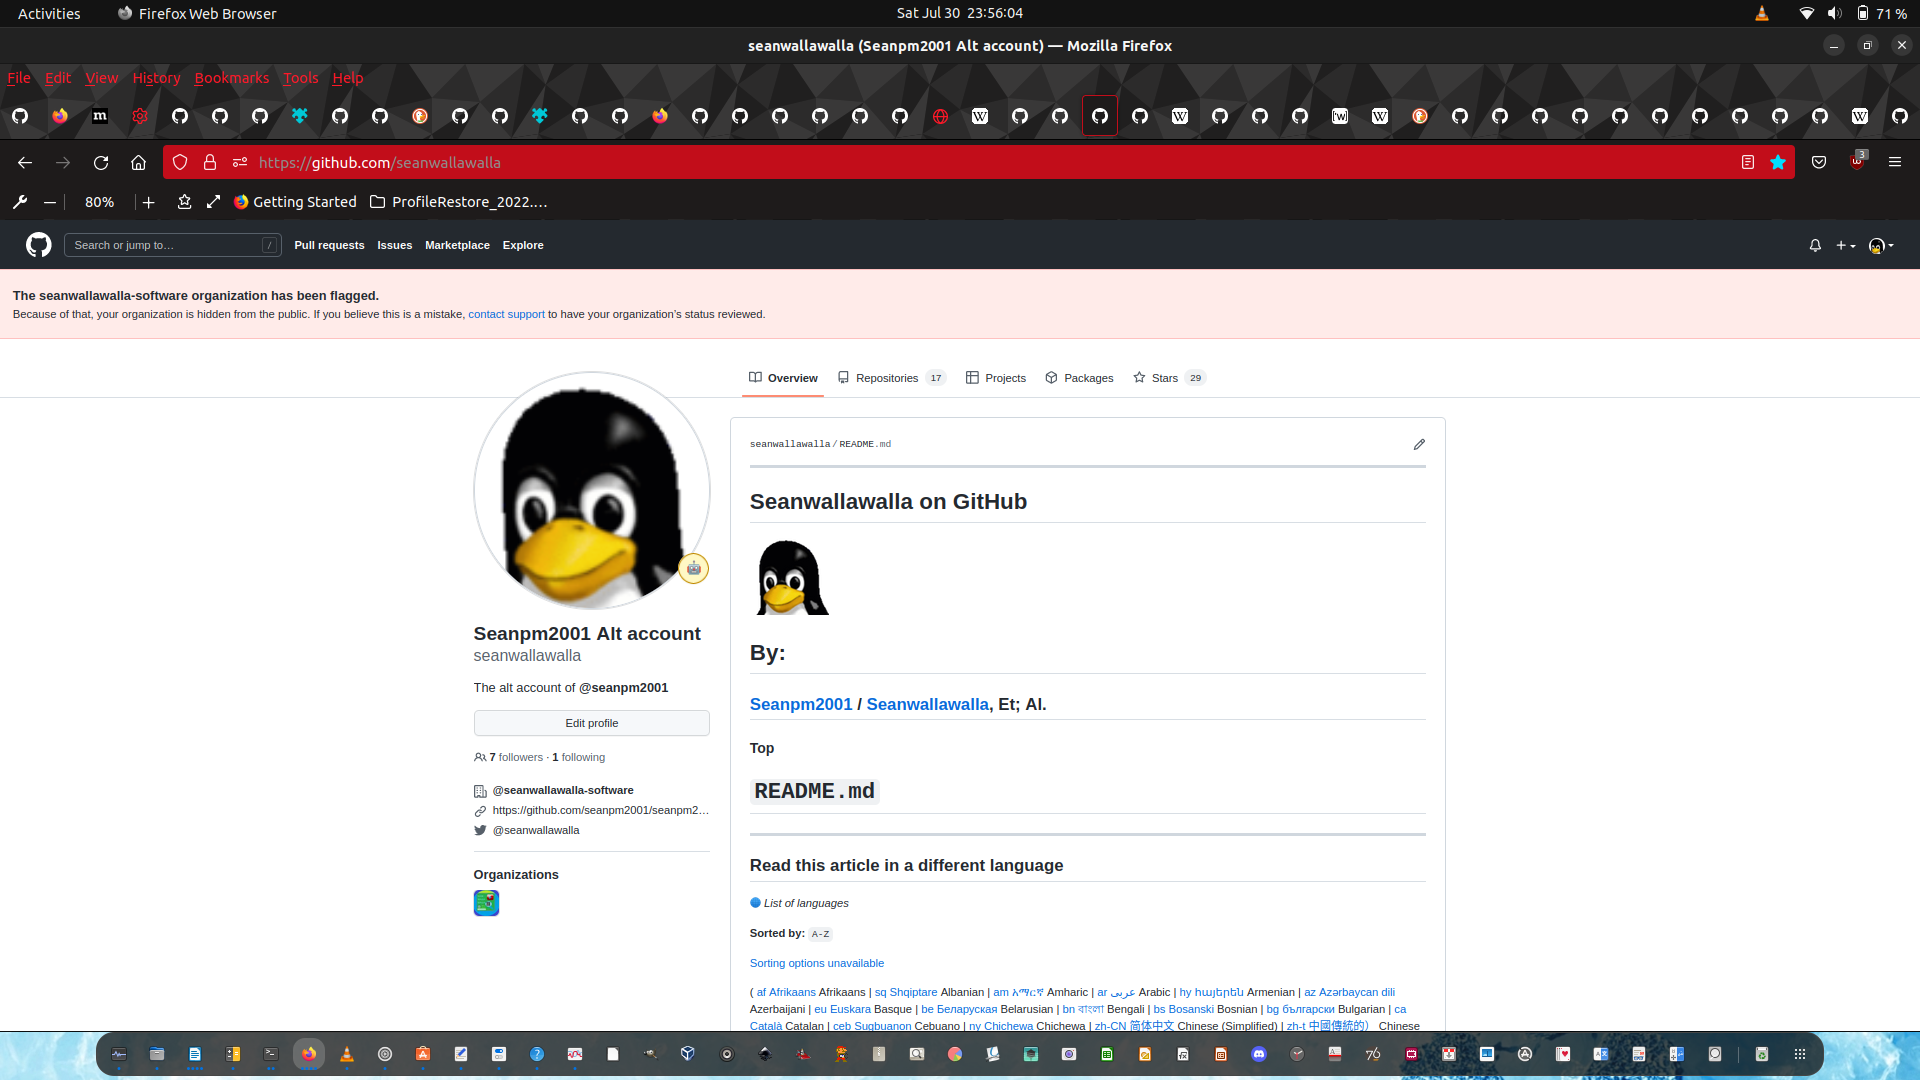 Activities Firefox Web Browser Sat Jul 30 23:56:04 71 %
seanwallawalla (Seanpm2001 Alt account) — Mozilla Firefox
File Edit View History Bookmarks Tools Help
https://github.com/seanwallawalla 3
80% Getting Started ProfileRestore_2022.…
Search or jump to… / Pull requests Issues Marketplace Explore
The seanwallawalla-software organization has been flagged.
Because of that, your organization is hidden from the public. If you believe this is a mistake, contact support to have your organization's status reviewed.
Overview Repositories 17 Projects Packages Stars 29
Seanpm2001 Alt account
seanwallawalla
The alt account of @seanpm2001
Edit profile
7 followers · 1 following
@seanwallawalla-software
https://github.com/seanpm2001/seanpm2…
@seanwallawalla
Organizations
seanwallawalla/README.md
Seanwallawalla on GitHub
By:
Seanpm2001 / Seanwallawalla, Et; Al.
Top
README.md
Read this article in a different language
List of languages
Sorted by: A-Z
Sorting options unavailable
( af Afrikaans Afrikaans | sq Shqiptare Albanian | am አማርኛ Amharic | ar عربى Arabic | hy հայերեն Armenian | az Azərbaycan dili
Azerbaijani | eu Euskara Basque | be Беларуская Belarusian | bn বাংলা Bengali | bs Bosanski Bosnian | bg български Bulgarian | ca
Català Catalan | ceb Sugbuanon Cebuano | ny Chichewa Chichewa | zh-CN 简体中文 Chinese (Simplified) | zh-t 中國傳統的） Chinese